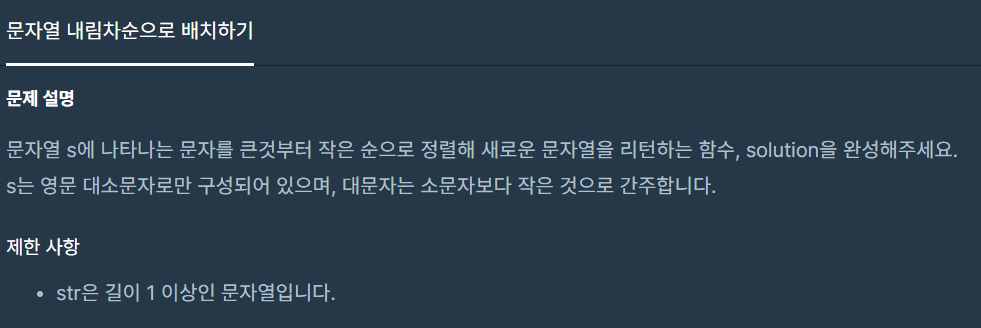 문자열 내림차순으로 배치하기
문제 설명
문자열 s에 나타나는 문자를 큰것부터 작은 순으로 정렬해 새로운 문자열을 리턴하는 함수, solution을 완성해주세요.
s는 영문 대소문자로만 구성되어 있으며, 대문자는 소문자보다 작은 것으로 간주합니다.
제한 사항
• str은 길이 1 이상인 문자열입니다.